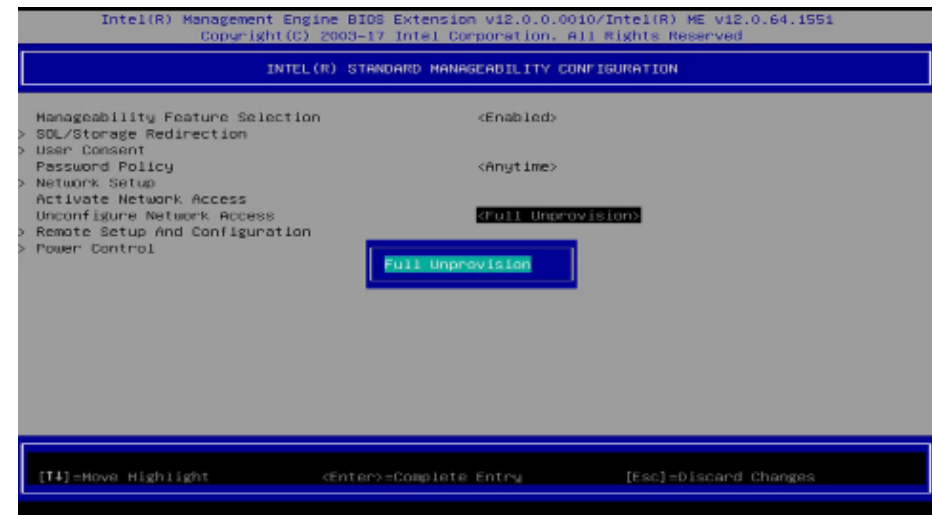 Intel(R) Management Engine BIOS Extension v12.0.0.0010/Intel(R) ME v12.0.64.1551
Copyright(C) 2003-17 Intel Corporation. All Rights Reserved
INTEL(R) STANDARD MANAGEABILITY CONFIGURATION
Manageability Feature Selection <Enabled>
> SOL/Storage Redirection
> User Consent
Password Policy <Anytime>
> Network Setup
Activate Network Access
Unconfigure Network Access <Full Unprovision>
> Remote Setup And Configuration
> Power Control
Full Unprovision
[↑↓]=Move Highlight <Enter>=Complete Entry [Esc]=Discard Changes